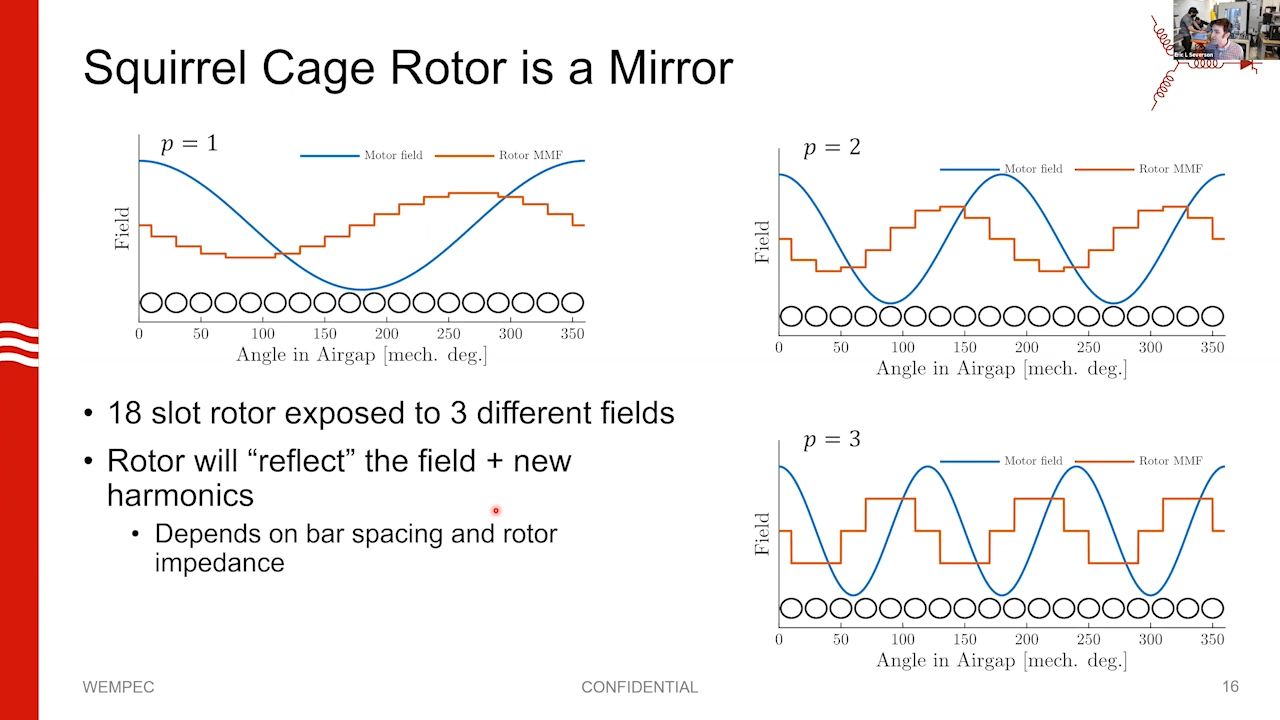 Squirrel Cage Rotor is a Mirror
Eric L Severson
p = 1
Motor field
Rotor MMF
Field
0 50 100 150 200 250 300 350
Angle in Airgap [mech. deg.]
p = 2
Motor field
Rotor MMF
Field
0 50 100 150 200 250 300 350
Angle in Airgap [mech. deg.]
• 18 slot rotor exposed to 3 different fields
• Rotor will “reflect” the field + new
harmonics
• Depends on bar spacing and rotor
impedance
p = 3
Motor field
Rotor MMF
Field
0 50 100 150 200 250 300 350
Angle in Airgap [mech. deg.]
WEMPEC
CONFIDENTIAL
16